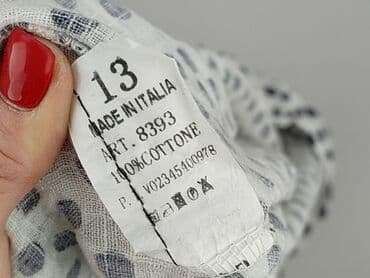 13
MADE IN ITALIA
ART. 8393
100%COTTONE
P. V02345400978